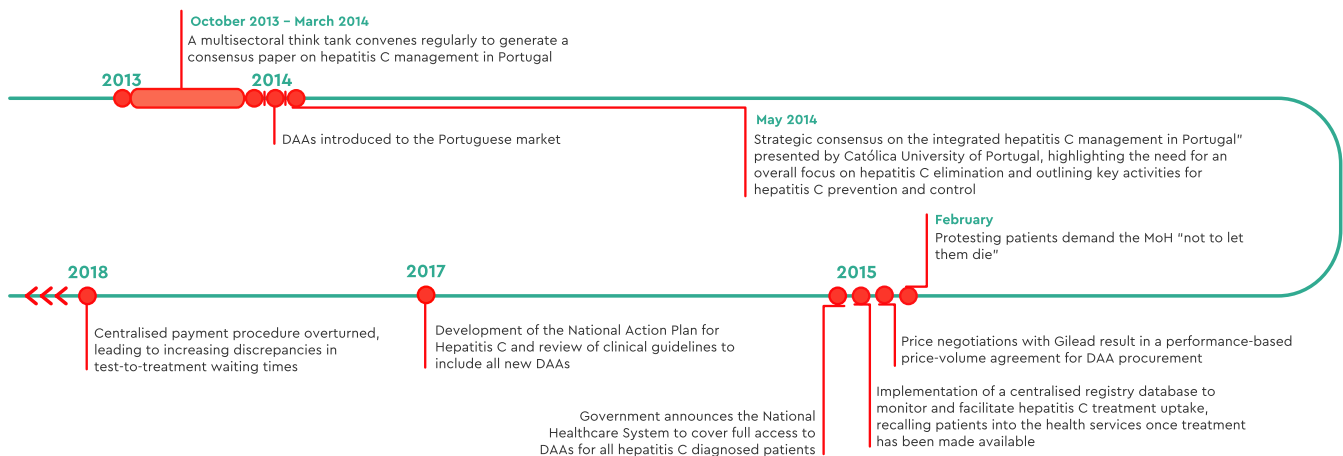 October 2013 – March 2014
A multisectoral think tank convenes regularly to generate a
consensus paper on hepatitis C management in Portugal
2013
2014
DAAs introduced to the Portuguese market
May 2014
Strategic consensus on the integrated hepatitis C management in Portugal"
presented by Católica University of Portugal, highlighting the need for an
overall focus on hepatitis C elimination and outlining key activities for
hepatitis C prevention and control
February
Protesting patients demand the MoH "not to let
them die"
2015
Price negotiations with Gilead result in a performance-based
price-volume agreement for DAA procurement
Implementation of a centralised registry database to
monitor and facilitate hepatitis C treatment uptake,
recalling patients into the health services once treatment
has been made available
Government announces the National
Healthcare System to cover full access to
DAAs for all hepatitis C diagnosed patients
2017
Development of the National Action Plan for
Hepatitis C and review of clinical guidelines to
include all new DAAs
2018
Centralised payment procedure overturned,
leading to increasing discrepancies in
test-to-treatment waiting times